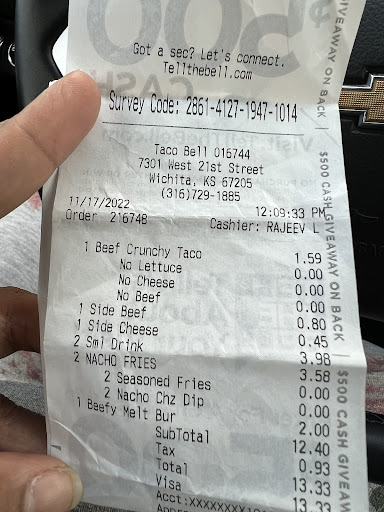 Got a sec? Let's connect.
Tellthebell.com
Survey Code: 2861-4127-1947-1014
Taco Bell 016744
7301 West 21st Street
Wichita, KS 67205
(316)729-1885
11/17/2022 12:09:33 PM
Order 216748 Cashier: RAJEEV L
1 Beef Crunchy Taco 1.59
No Lettuce 0.00
No Cheese 0.00
No Beef 0.00
1 Side Beef 0.80
1 Side Cheese 0.45
2 Sml Drink 3.98
2 NACHO FRIES 3.58
2 Seasoned Fries 0.00
2 Nacho Chz Dip 0.00
1 Beefy Melt Bur 2.00
SubTotal 12.40
Tax 0.93
Total 13.33
Visa 13.33
GIVEAWAY ON BACK
$500 CASH GIVEAWAY ON BACK
$500 CASH GIVEAW